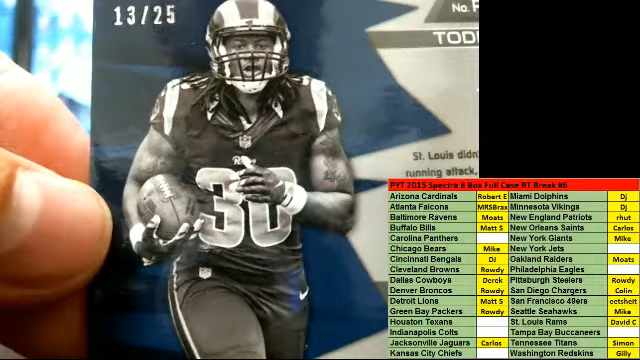 13/25
No.
TODD
St. Louis didn
running attack,
30
PYT 2015 Spectra 8 Box Full Case RT Break #6
Arizona Cardinals Robert E Miami Dolphins Dj
Atlanta Falcons MRSBrax Minnesota Vikings Dj
Baltimore Ravens Moats New England Patriots rhut
Buffalo Bills Matt S New Orleans Saints Carlos
Carolina Panthers New York Giants Mike
Chicago Bears Mike New York Jets
Cincinnati Bengals DJ Oakland Raiders Moats
Cleveland Browns Rowdy Philadelphia Eagles
Dallas Cowboys Derek Pittsburgh Steelers Rowdy
Denver Broncos Rowdy San Diego Chargers Colin
Detroit Lions Matt S San Francisco 49ers eetsheit
Green Bay Packers Rowdy Seattle Seahawks Mike
Houston Texans St. Louis Rams David C
Indianapolis Colts Tampa Bay Buccaneers
Jacksonville Jaguars Carlos Tennessee Titans Simon
Kansas City Chiefs Washington Redskins Gilly